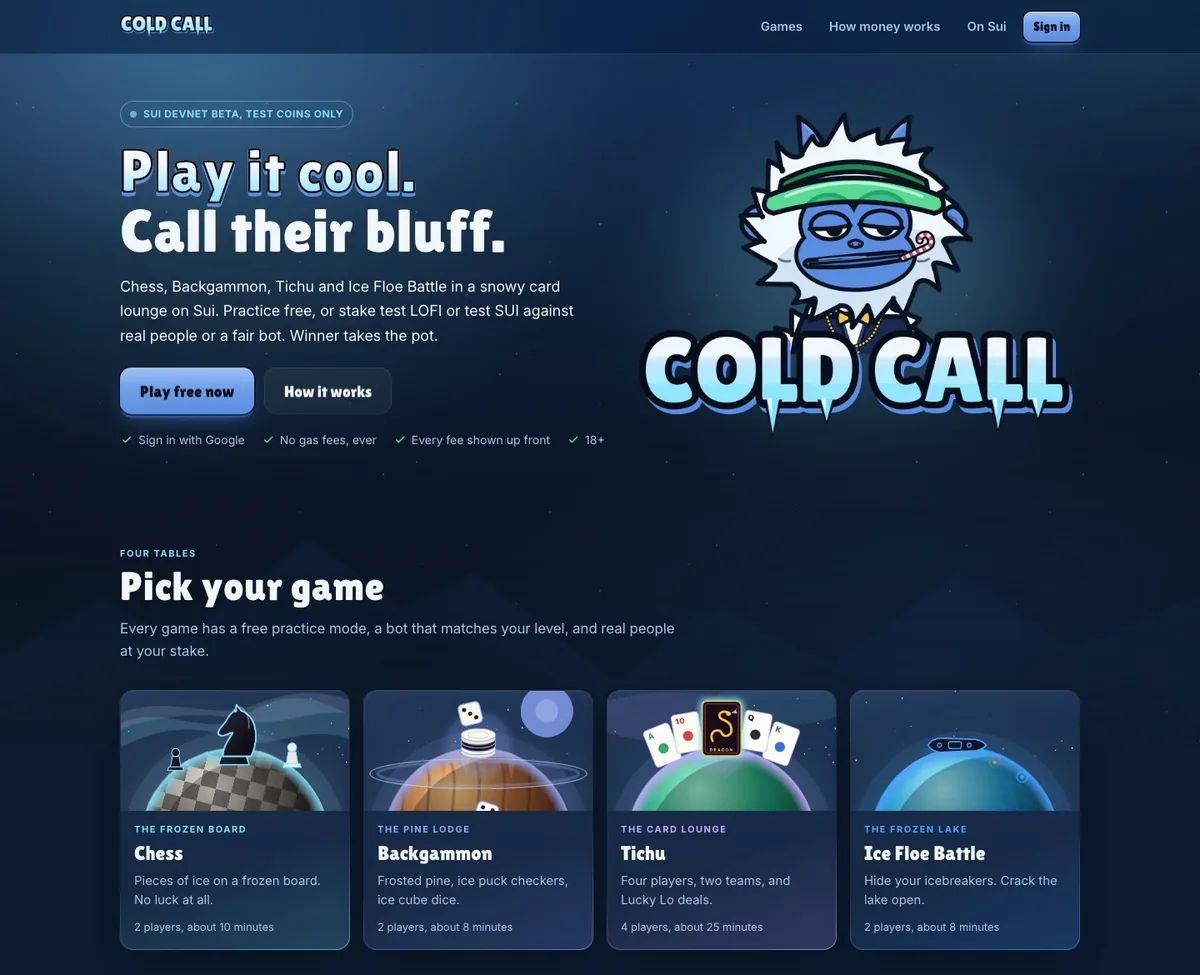 COLD CALL
Games
How money works
On Sui
Sign in
SUI DEVNET BETA, TEST COINS ONLY
Play it cool.
Call their bluff.
Chess, Backgammon, Tichu and Ice Floe Battle in a snowy card
lounge on Sui. Practice free, or stake test LOFI or test SUI against
real people or a fair bot. Winner takes the pot.
Play free now
How it works
Sign in with Google
No gas fees, ever
Every fee shown up front
18+
COLD CALL
FOUR TABLES
Pick your game
Every game has a free practice mode, a bot that matches your level, and real people
at your stake.
THE FROZEN BOARD
Chess
Pieces of ice on a frozen board.
No luck at all.
2 players, about 10 minutes
THE PINE LODGE
Backgammon
Frosted pine, ice puck checkers,
ice cube dice.
2 players, about 8 minutes
A
10
DRAGON
Q
K
THE CARD LOUNGE
Tichu
Four players, two teams, and
Lucky Lo deals.
4 players, about 25 minutes
THE FROZEN LAKE
Ice Floe Battle
Hide your icebreakers. Crack the
lake open.
2 players, about 8 minutes